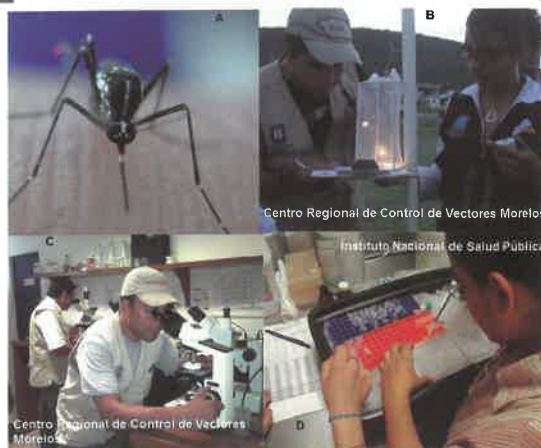 A
B
Centro Regional de Control de Vectores Morelos
C
Instituto Nacional de Salud Pública
Centro Regional de Control de Vectores
Morelos
D